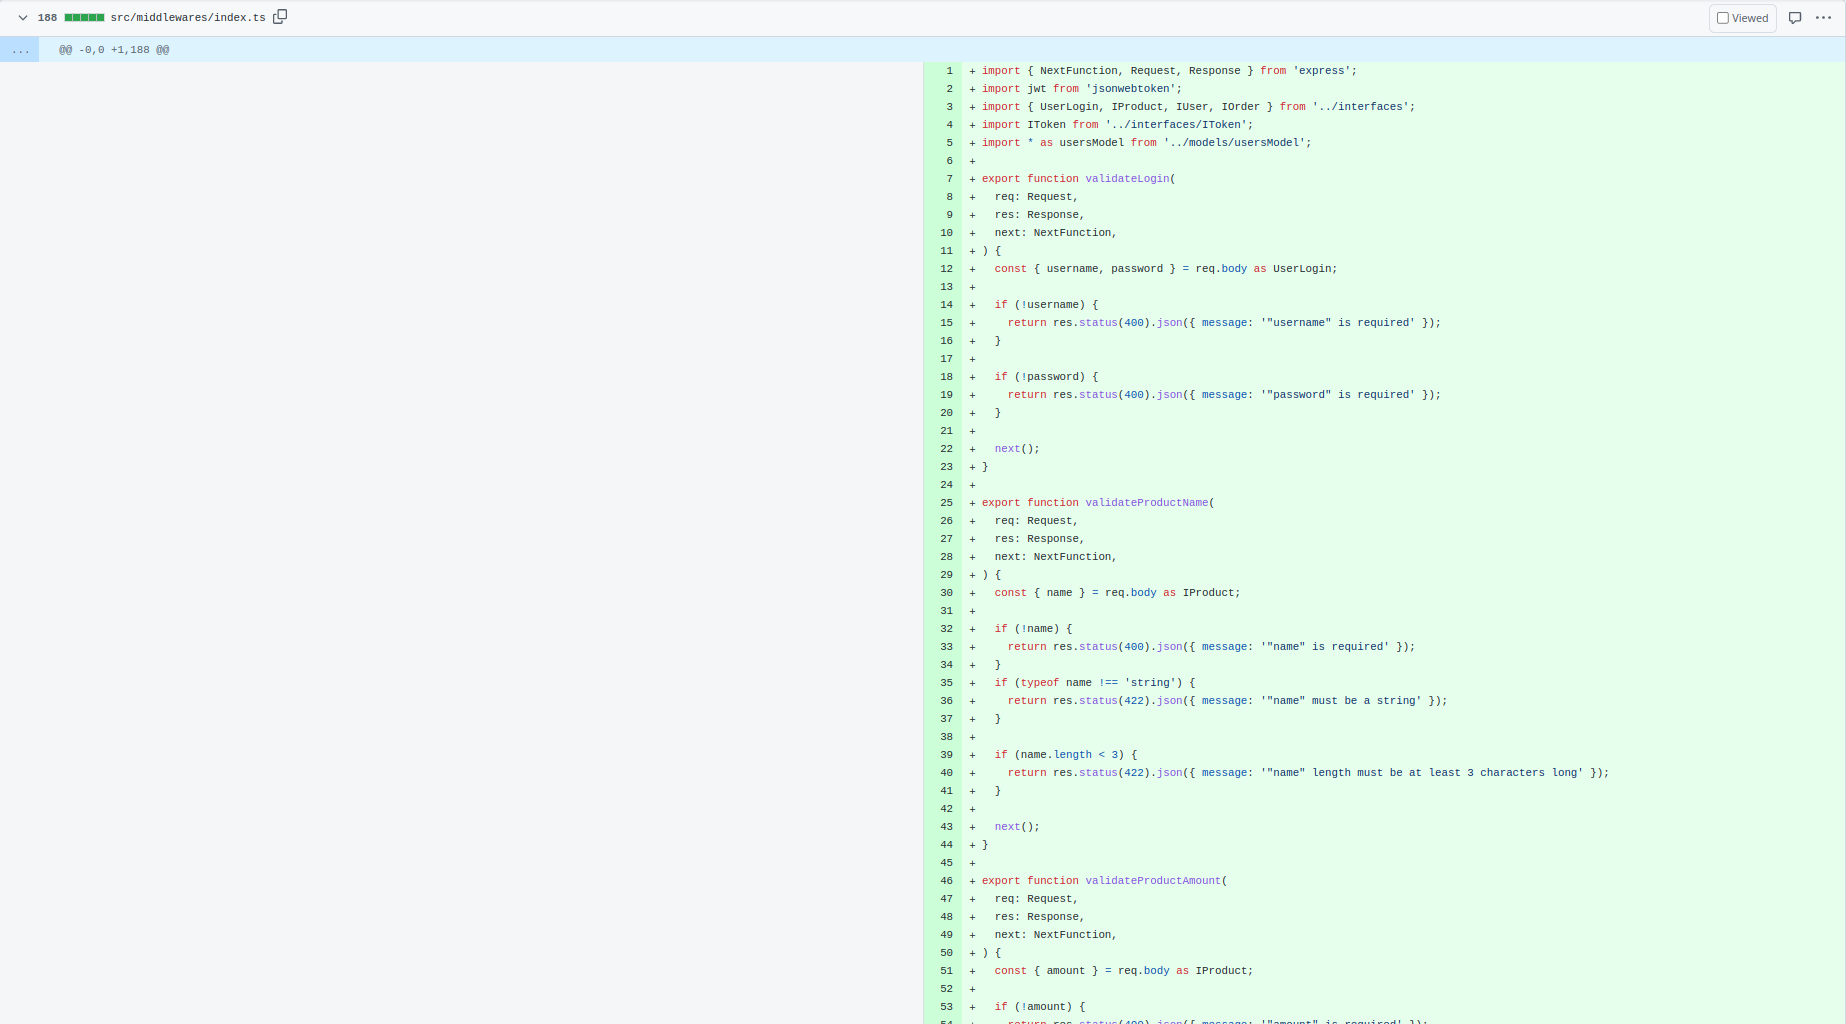 188 src/middlewares/index.ts Viewed
... @@ -0,0 +1,188 @@
1 + import { NextFunction, Request, Response } from 'express';
2 + import jwt from 'jsonwebtoken';
3 + import { UserLogin, IProduct, IUser, IOrder } from '../interfaces';
4 + import IToken from '../interfaces/IToken';
5 + import * as usersModel from '../models/usersModel';
6 +
7 + export function validateLogin(
8 +   req: Request,
9 +   res: Response,
10 +   next: NextFunction,
11 + ) {
12 +   const { username, password } = req.body as UserLogin;
13 +
14 +   if (!username) {
15 +     return res.status(400).json({ message: '"username" is required' });
16 +   }
17 +
18 +   if (!password) {
19 +     return res.status(400).json({ message: '"password" is required' });
20 +   }
21 +
22 +   next();
23 + }
24 +
25 + export function validateProductName(
26 +   req: Request,
27 +   res: Response,
28 +   next: NextFunction,
29 + ) {
30 +   const { name } = req.body as IProduct;
31 +
32 +   if (!name) {
33 +     return res.status(400).json({ message: '"name" is required' });
34 +   }
35 +   if (typeof name !== 'string') {
36 +     return res.status(422).json({ message: '"name" must be a string' });
37 +   }
38 +
39 +   if (name.length < 3) {
40 +     return res.status(422).json({ message: '"name" length must be at least 3 characters long' });
41 +   }
42 +
43 +   next();
44 + }
45 +
46 + export function validateProductAmount(
47 +   req: Request,
48 +   res: Response,
49 +   next: NextFunction,
50 + ) {
51 +   const { amount } = req.body as IProduct;
52 +
53 +   if (!amount) {
54 +     return res.status(400).json({ message: '"amount" is required' });